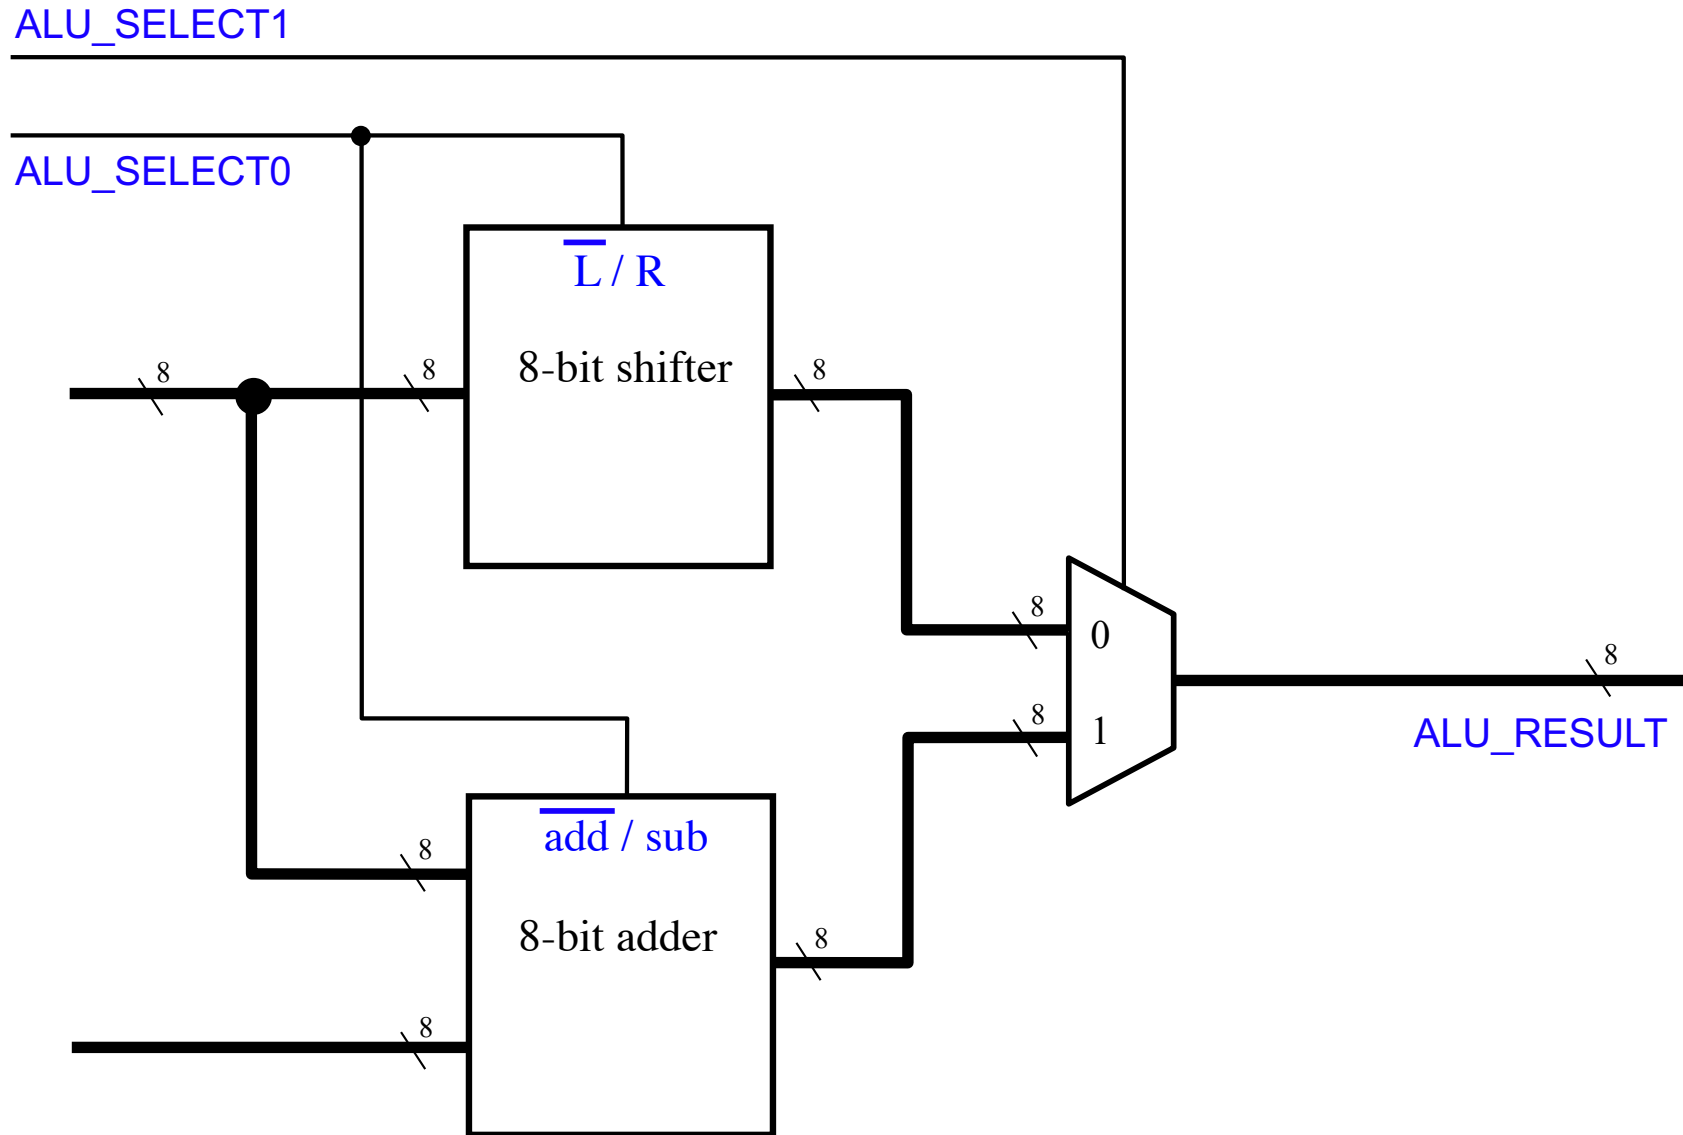 ALU_SELECT1
ALU_SELECT0
L / R
8-bit shifter
8
8
8
8
0
8
8
1
ALU_RESULT
add / sub
8
8-bit adder
8
8